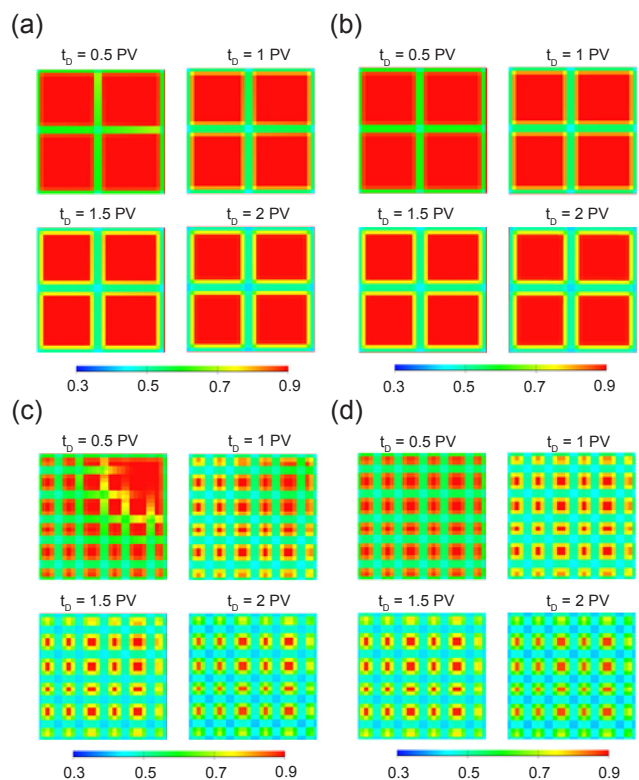 (a) (b)
t_D = 0.5 PV t_D = 1 PV t_D = 0.5 PV t_D = 1 PV
t_D = 1.5 PV t_D = 2 PV t_D = 1.5 PV t_D = 2 PV
0.3 0.5 0.7 0.9 0.3 0.5 0.7 0.9
(c) (d)
t_D = 0.5 PV t_D = 1 PV t_D = 0.5 PV t_D = 1 PV
t_D = 1.5 PV t_D = 2 PV t_D = 1.5 PV t_D = 2 PV
0.3 0.5 0.7 0.9 0.3 0.5 0.7 0.9